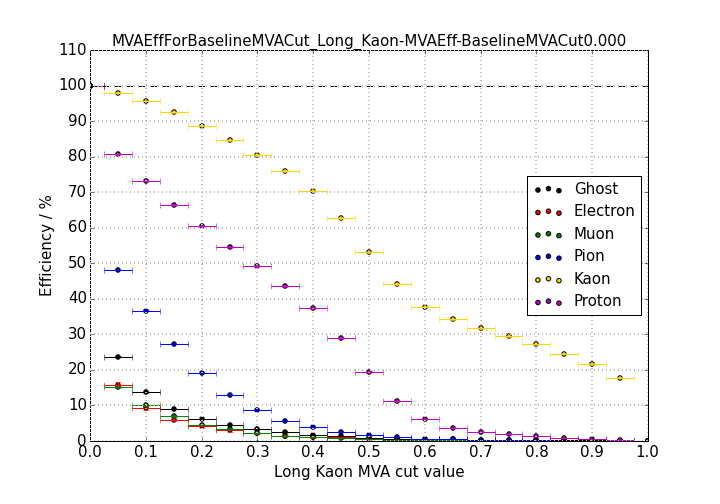 MVAEffForBaselineMVACut_Long_Kaon-MVAEff-BaselineMVACut0.000
110
100
90
80
70
60
50
40
30
20
10
0
Efficiency / %
Ghost
Electron
Muon
Pion
Kaon
Proton
0.0 0.1 0.2 0.3 0.4 0.5 0.6 0.7 0.8 0.9 1.0
Long Kaon MVA cut value